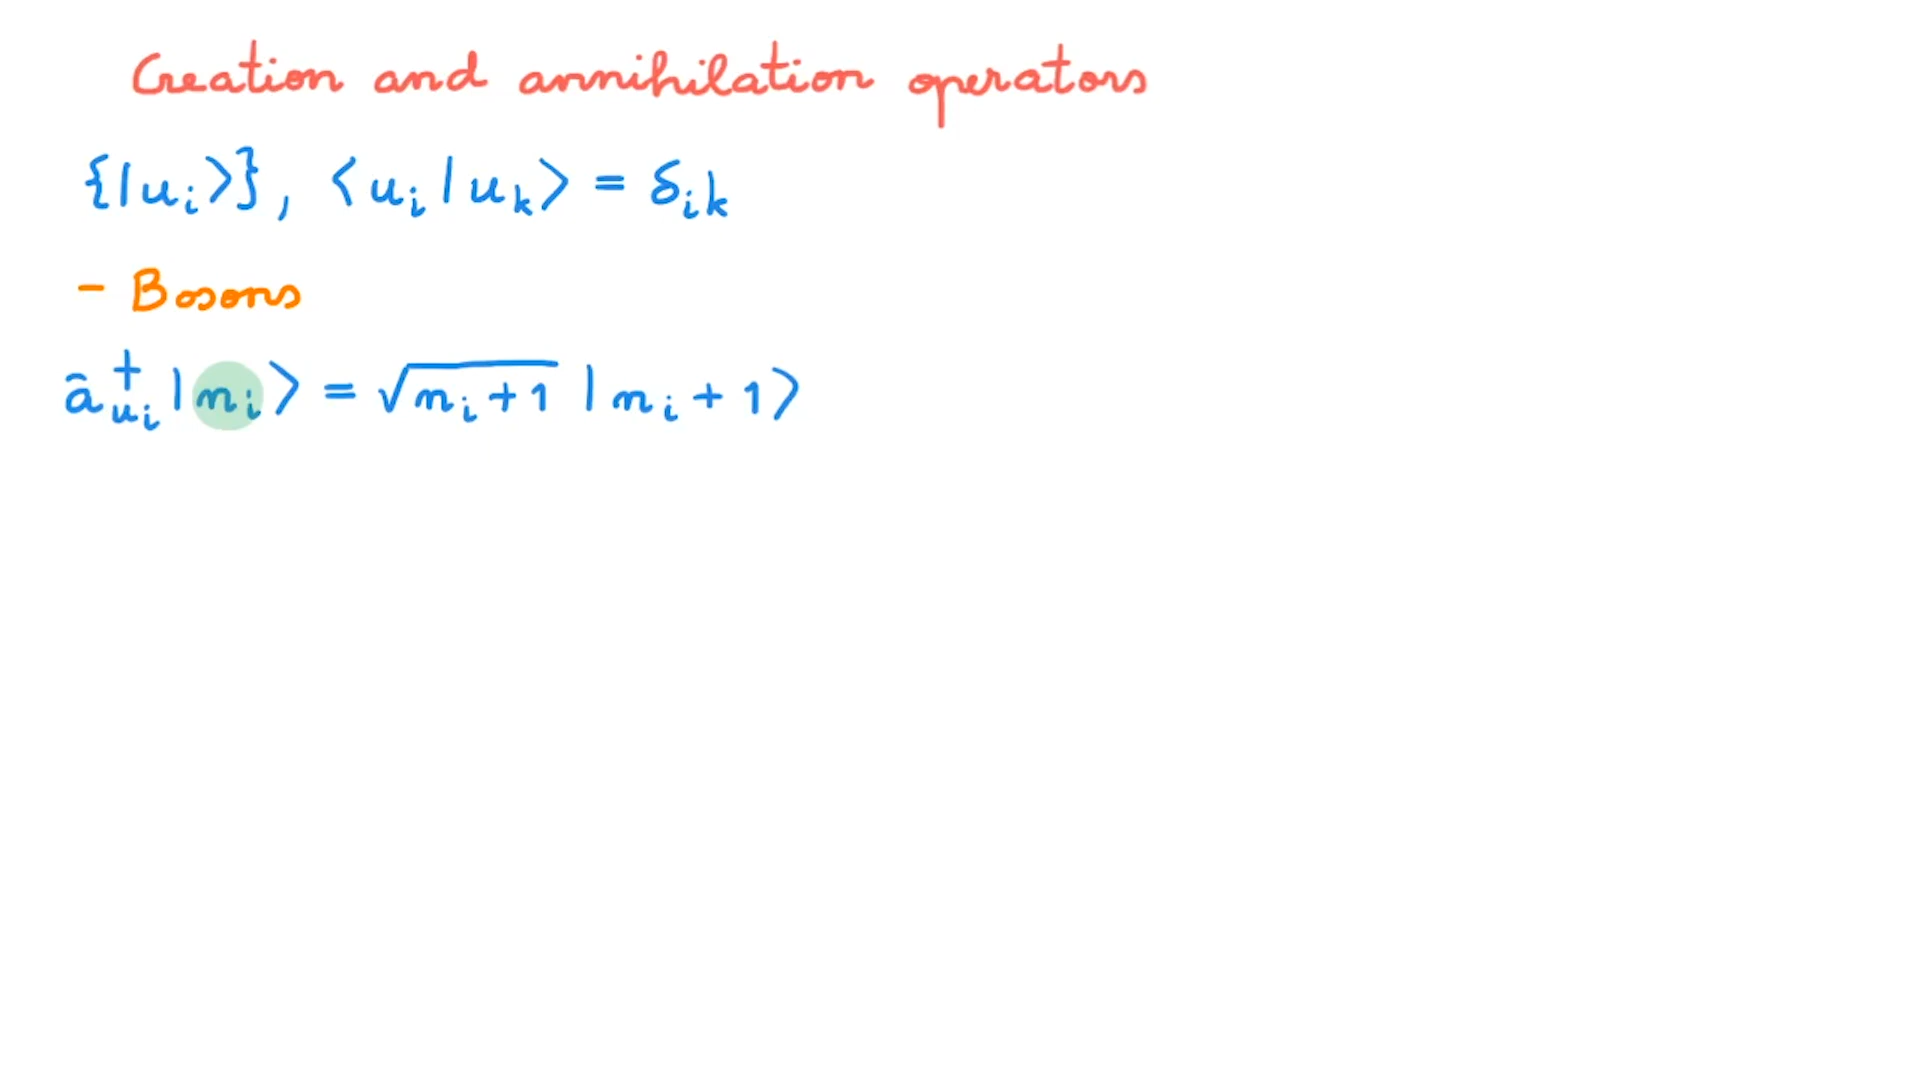 Creation and annihilation operators
{|uᵢ⟩}, ⟨uᵢ|uₖ⟩ = δᵢₖ
- Bosons
â†_{uᵢ} |nᵢ⟩ = √(nᵢ + 1) |nᵢ + 1⟩